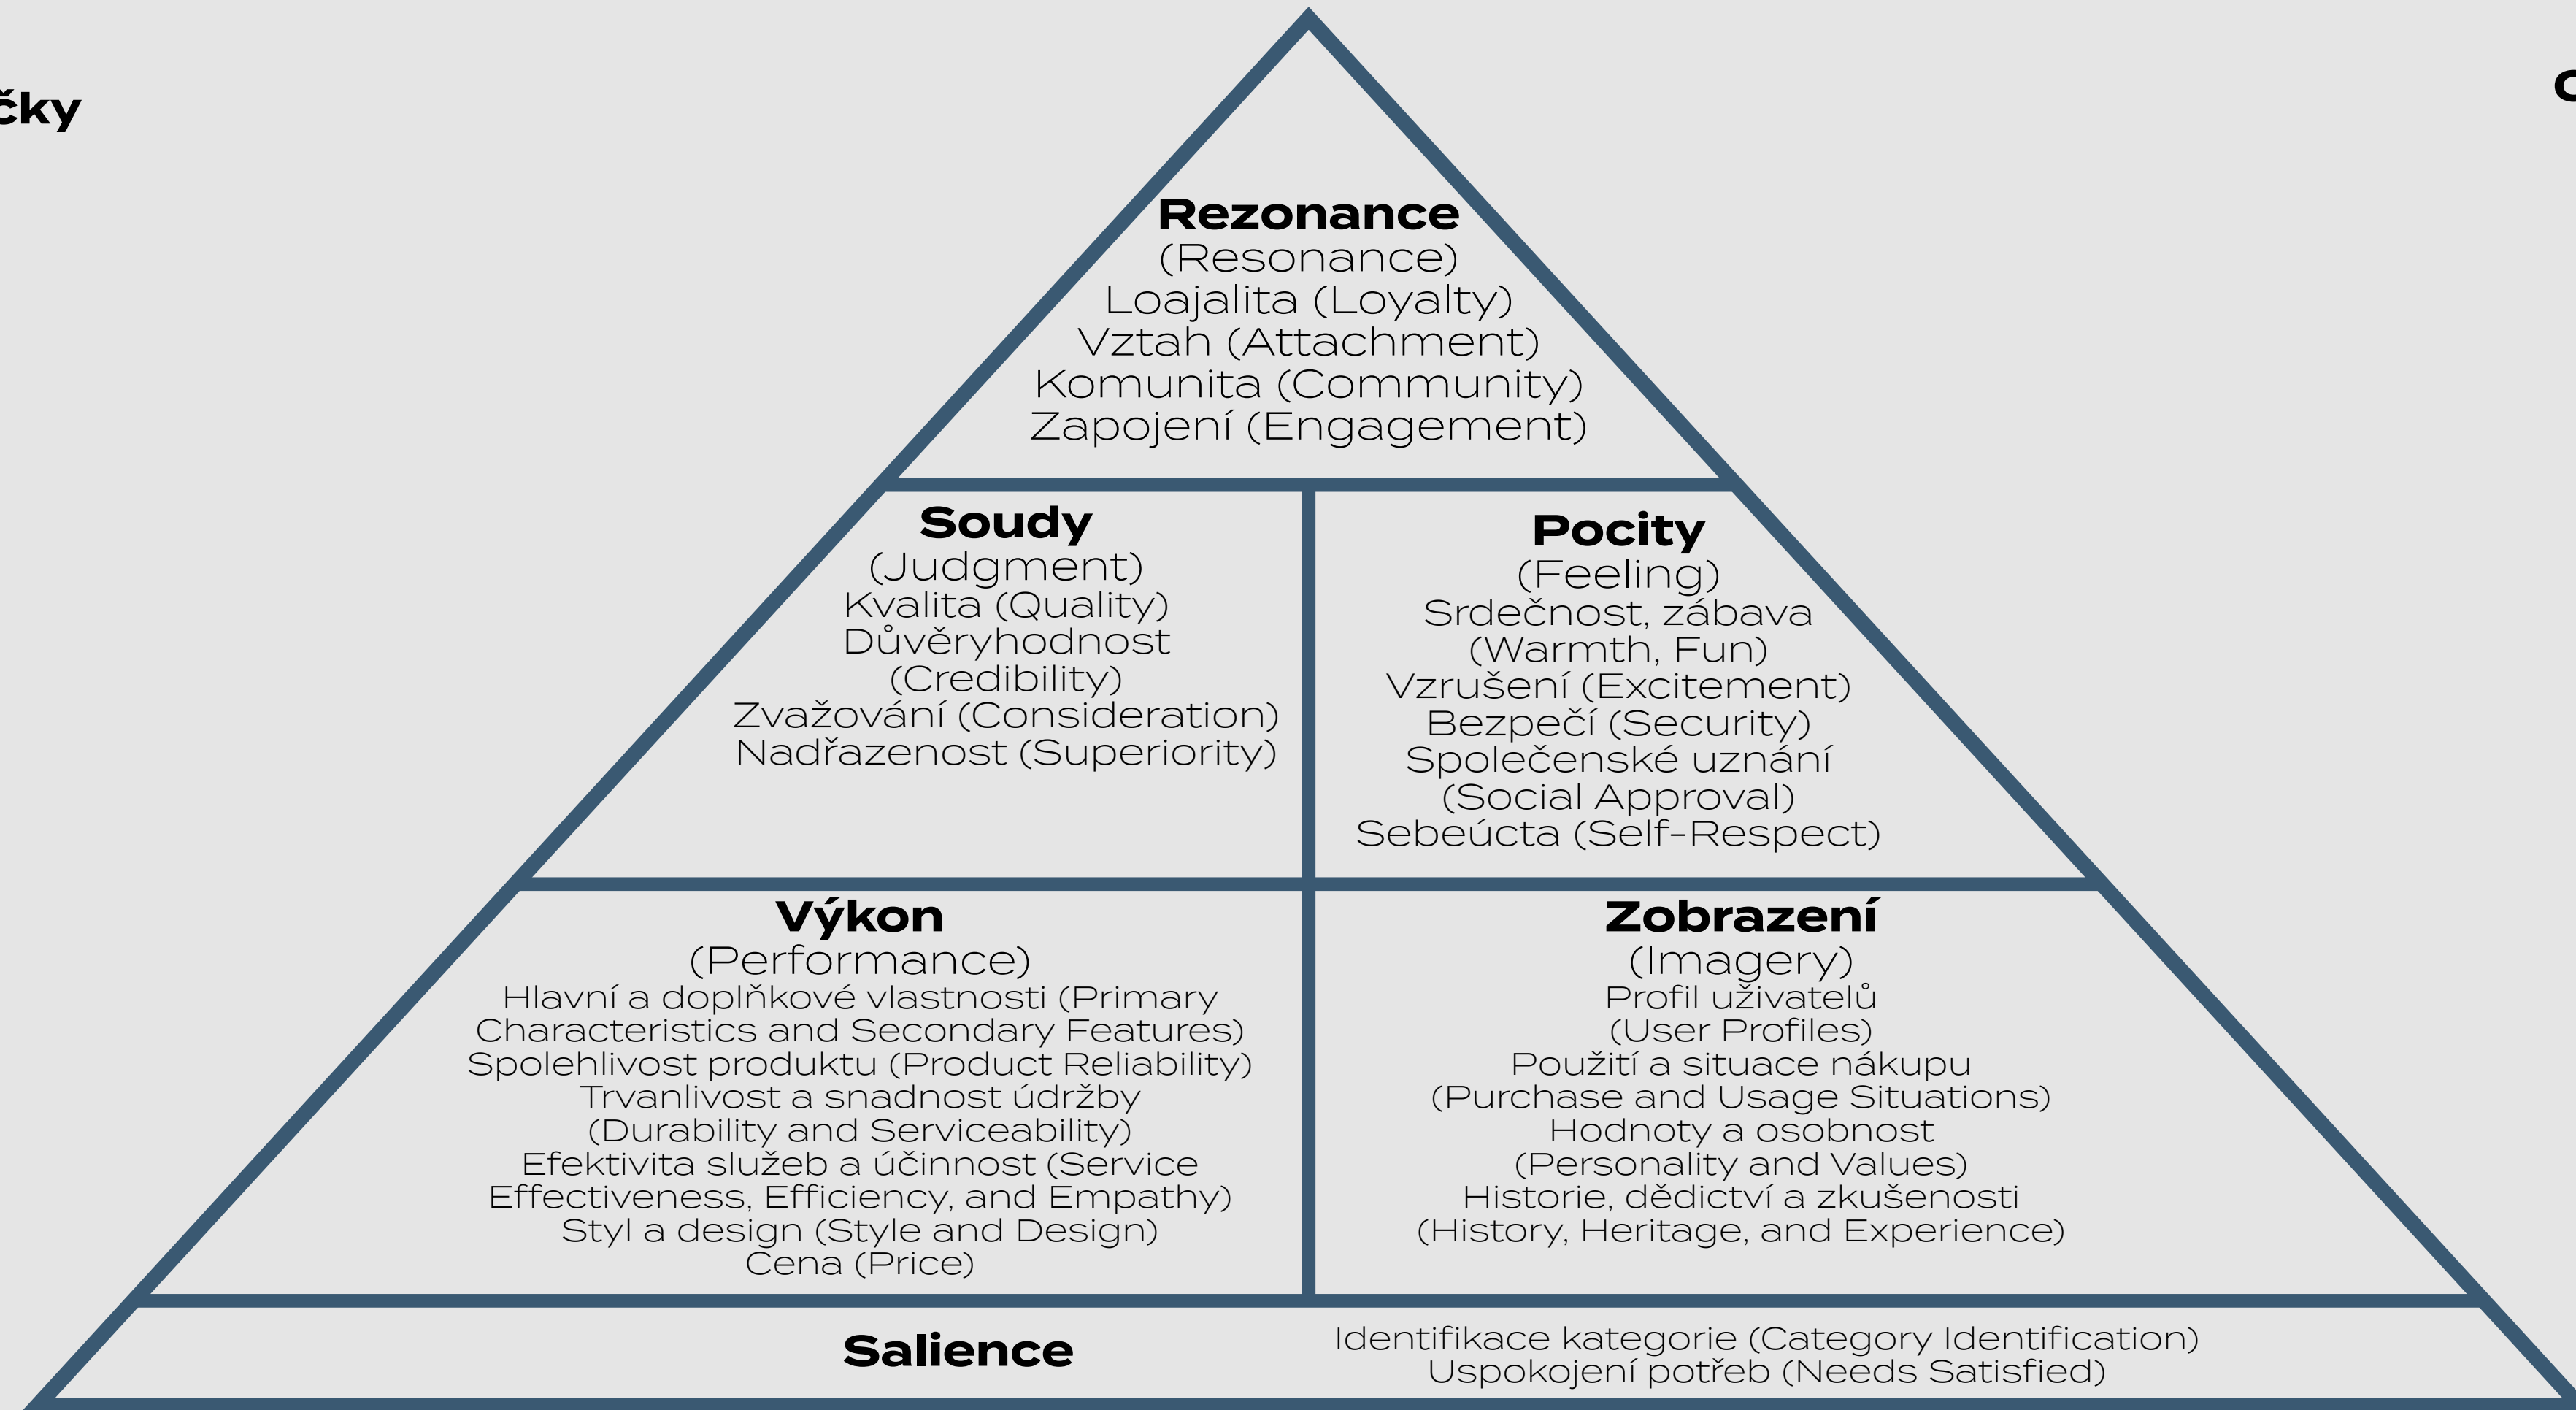 Rezonance
(Resonance)
Loajalita (Loyalty)
Vztah (Attachment)
Komunita (Community)
Zapojení (Engagement)
Soudy
(Judgment)
Kvalita (Quality)
Důvěryhodnost
(Credibility)
Zvažování (Consideration)
Nadřazenost (Superiority)
Pocity
(Feeling)
Srdečnost, zábava
(Warmth, Fun)
Vzrušení (Excitement)
Bezpečí (Security)
Společenské uznání
(Social Approval)
Sebeúcta (Self-Respect)
Výkon
(Performance)
Hlavní a doplňkové vlastnosti (Primary
Characteristics and Secondary Features)
Spolehlivost produktu (Product Reliability)
Trvanlivost a snadnost údržby
(Durability and Serviceability)
Efektivita služeb a účinnost (Service
Effectiveness, Efficiency, and Empathy)
Styl a design (Style and Design)
Cena (Price)
Zobrazení
(Imagery)
Profil uživatelů
(User Profiles)
Použití a situace nákupu
(Purchase and Usage Situations)
Hodnoty a osobnost
(Personality and Values)
Historie, dědictví a zkušenosti
(History, Heritage, and Experience)
Salience
Identifikace kategorie (Category Identification)
Uspokojení potřeb (Needs Satisfied)